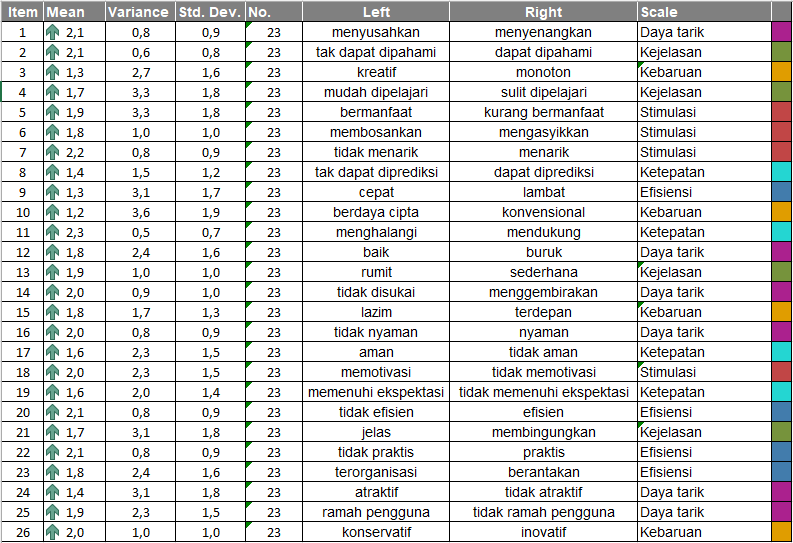 Item Mean Variance Std. Dev. No. Left Right Scale
1 2,1 0,8 0,9 23 menyusahkan menyenangkan Daya tarik
2 2,1 0,6 0,8 23 tak dapat dipahami dapat dipahami Kejelasan
3 1,3 2,7 1,6 23 kreatif monoton Kebaruan
4 1,7 3,3 1,8 23 mudah dipelajari sulit dipelajari Kejelasan
5 1,9 3,3 1,8 23 bermanfaat kurang bermanfaat Stimulasi
6 1,8 1,0 1,0 23 membosankan mengasyikkan Stimulasi
7 2,2 0,8 0,9 23 tidak menarik menarik Stimulasi
8 1,4 1,5 1,2 23 tak dapat diprediksi dapat diprediksi Ketepatan
9 1,3 3,1 1,7 23 cepat lambat Efisiensi
10 1,2 3,6 1,9 23 berdaya cipta konvensional Kebaruan
11 2,3 0,5 0,7 23 menghalangi mendukung Ketepatan
12 1,8 2,4 1,6 23 baik buruk Daya tarik
13 1,9 1,0 1,0 23 rumit sederhana Kejelasan
14 2,0 0,9 1,0 23 tidak disukai menggembirakan Daya tarik
15 1,8 1,7 1,3 23 lazim terdepan Kebaruan
16 2,0 0,8 0,9 23 tidak nyaman nyaman Daya tarik
17 1,6 2,3 1,5 23 aman tidak aman Ketepatan
18 2,0 2,3 1,5 23 memotivasi tidak memotivasi Stimulasi
19 1,6 2,0 1,4 23 memenuhi ekspektasi tidak memenuhi ekspektasi Ketepatan
20 2,1 0,8 0,9 23 tidak efisien efisien Efisiensi
21 1,7 3,1 1,8 23 jelas membingungkan Kejelasan
22 2,1 0,8 0,9 23 tidak praktis praktis Efisiensi
23 1,8 2,4 1,6 23 terorganisasi berantakan Efisiensi
24 1,4 3,1 1,8 23 atraktif tidak atraktif Daya tarik
25 1,9 2,3 1,5 23 ramah pengguna tidak ramah pengguna Daya tarik
26 2,0 1,0 1,0 23 konservatif inovatif Kebaruan